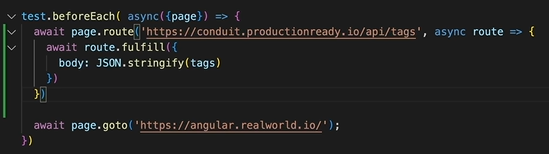 test.beforeEach( async({page}) => {
  await page.route('https://conduit.productionready.io/api/tags', async route => {
    await route.fulfill({
      body: JSON.stringify(tags)
    })
  })

  await page.goto('https://angular.realworld.io/');
})